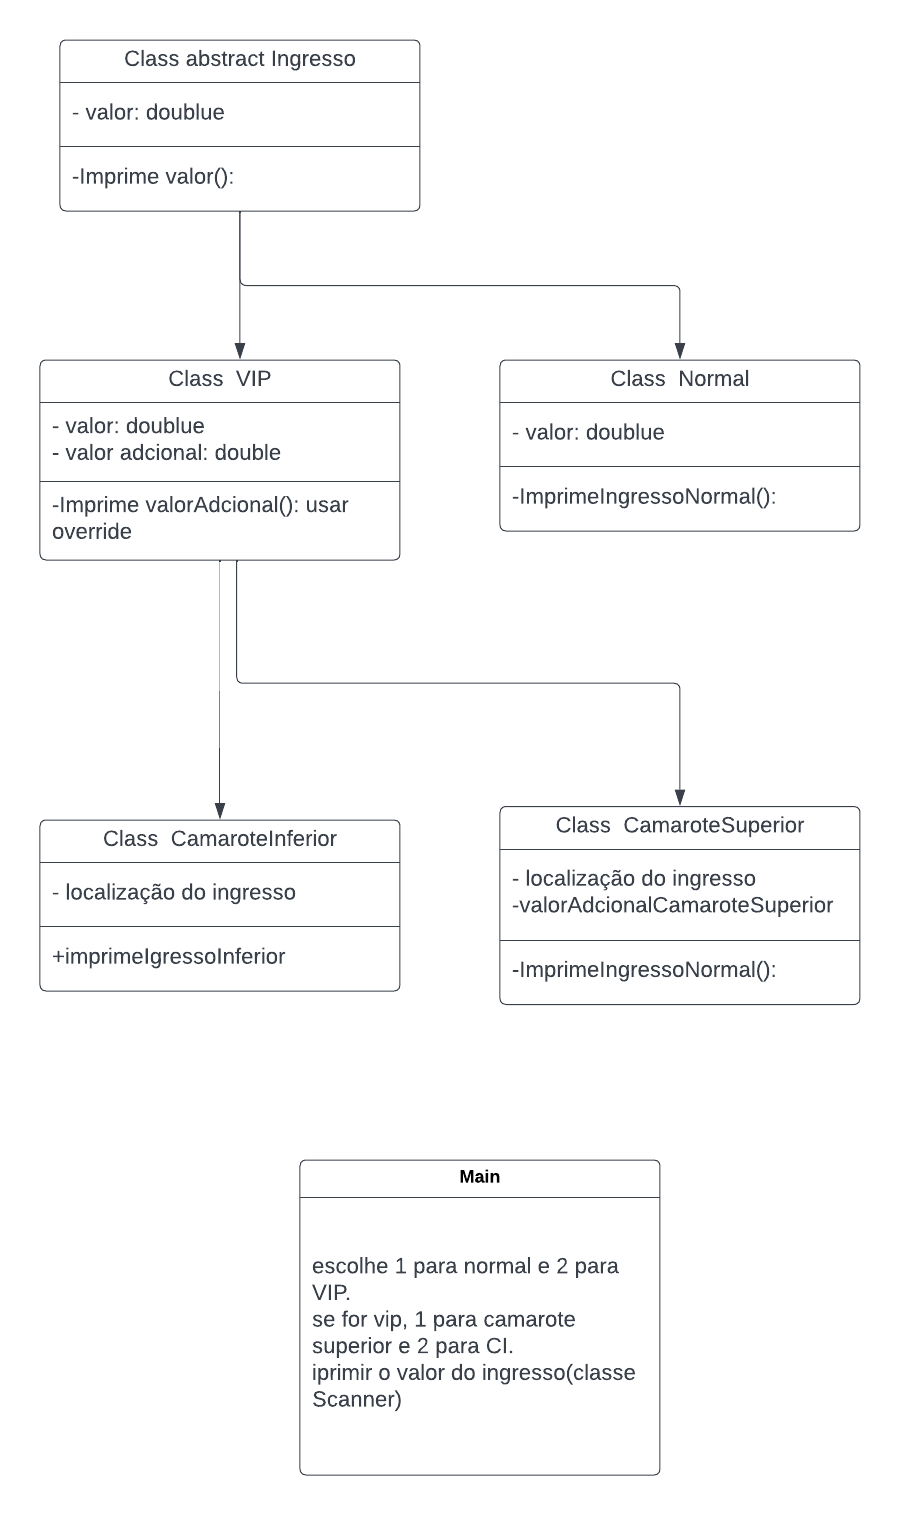 Class abstract Ingresso
- valor: doublue
-Imprime valor():
Class  VIP
- valor: doublue
- valor adcional: double
-Imprime valorAdcional(): usar
override
Class  Normal
- valor: doublue
-ImprimeIngressoNormal():
Class  CamaroteInferior
- localização do ingresso
+imprimeIgressoInferior
Class  CamaroteSuperior
- localização do ingresso
-valorAdcionalCamaroteSuperior
-ImprimeIngressoNormal():
Main
escolhe 1 para normal e 2 para
VIP.
se for vip, 1 para camarote
superior e 2 para CI.
iprimir o valor do ingresso(classe
Scanner)